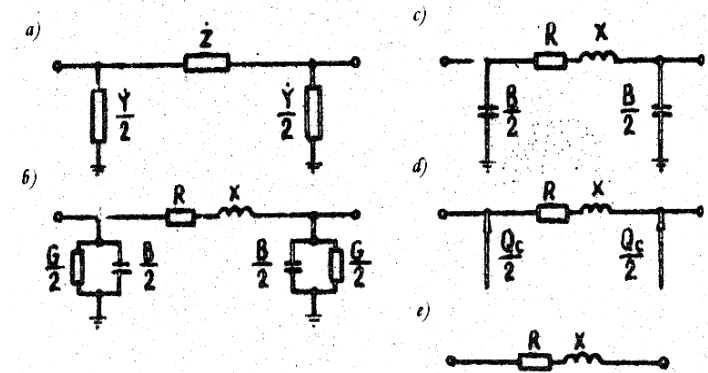 a)
Ż
Ẏ/2
Ẏ/2
б)
R X
G/2 B/2
B/2 G/2
c)
R X
B/2 B/2
d)
R X
Qc/2 Qc/2
e)
R X